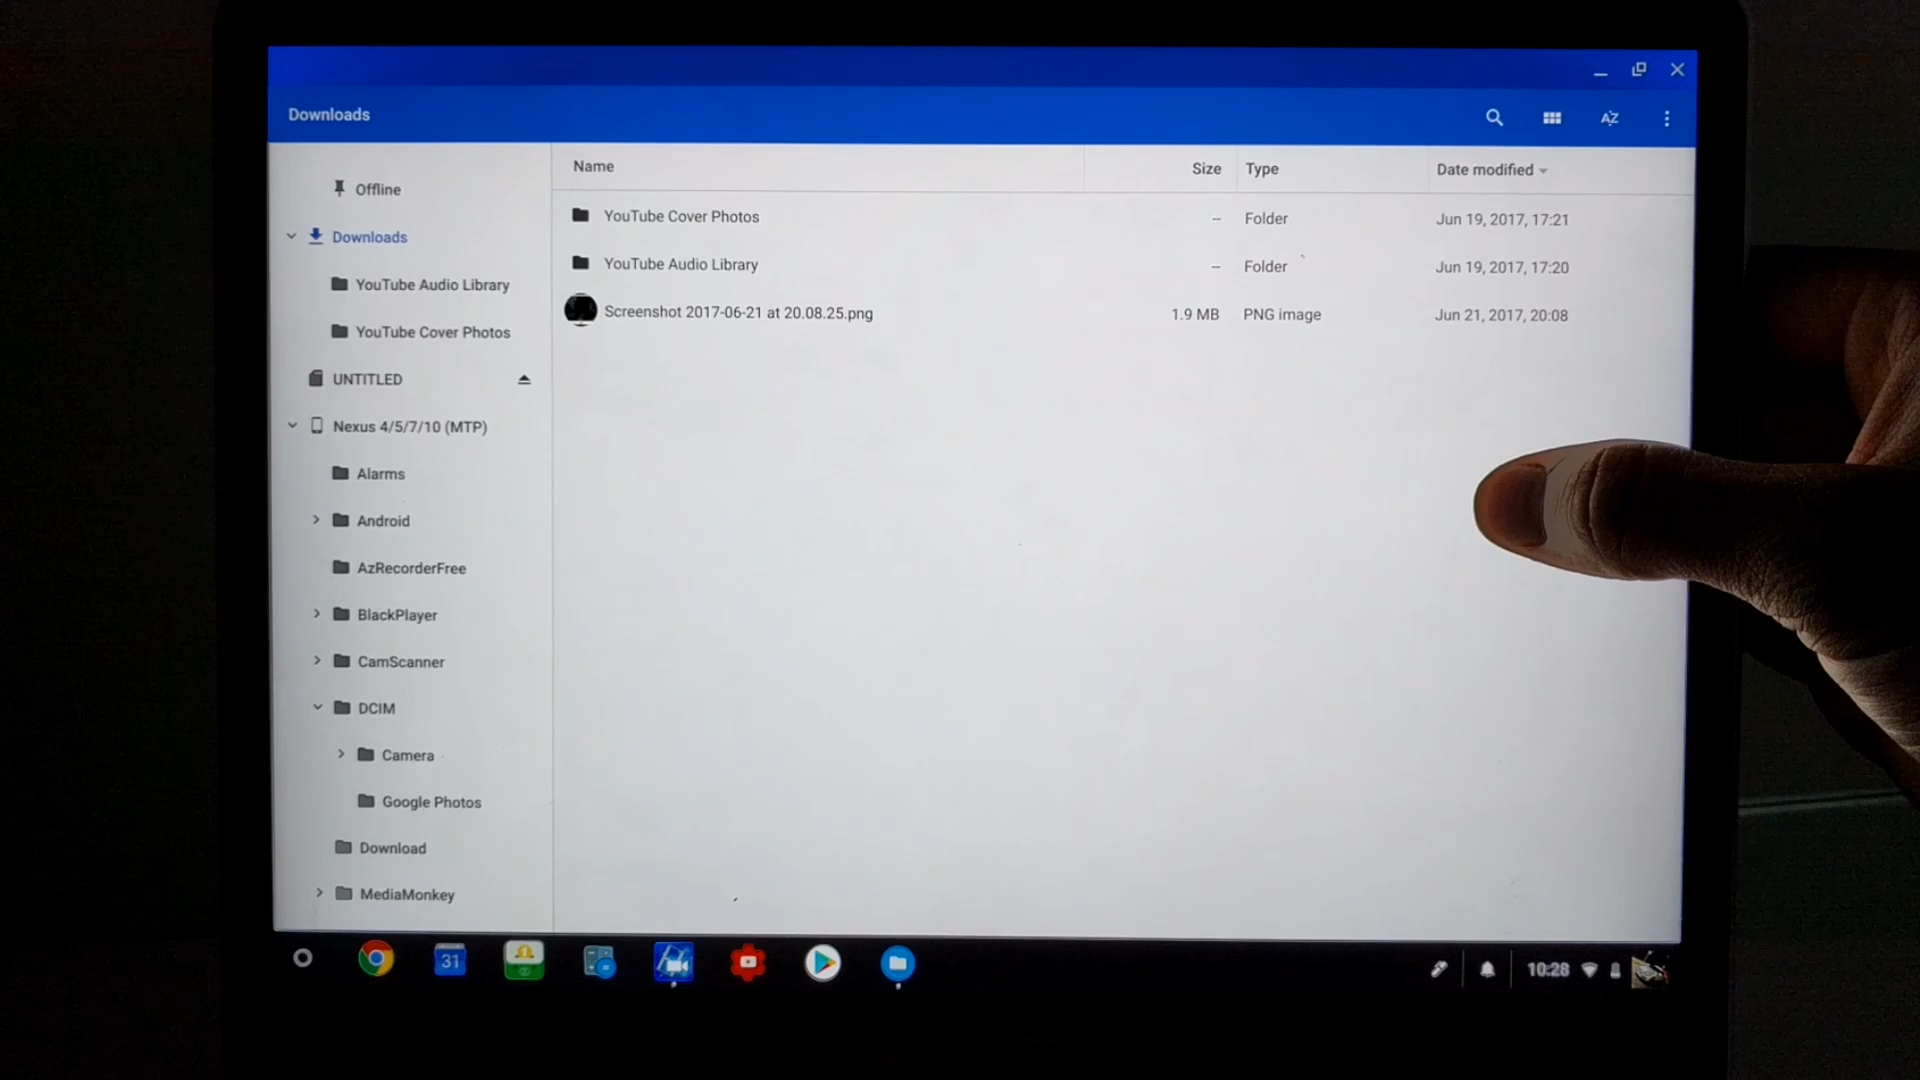 Downloads
AZ
Offline
Downloads
YouTube Audio Library
YouTube Cover Photos
UNTITLED
Nexus 4/5/7/10 (MTP)
Alarms
Android
AzRecorderFree
BlackPlayer
CamScanner
DCIM
Camera
Google Photos
Download
MediaMonkey
Name Size Type Date modified
YouTube Cover Photos -- Folder Jun 19, 2017, 17:21
YouTube Audio Library -- Folder Jun 19, 2017, 17:20
Screenshot 2017-06-21 at 20.08.25.png 1.9 MB PNG image Jun 21, 2017, 20:08
31
10:28